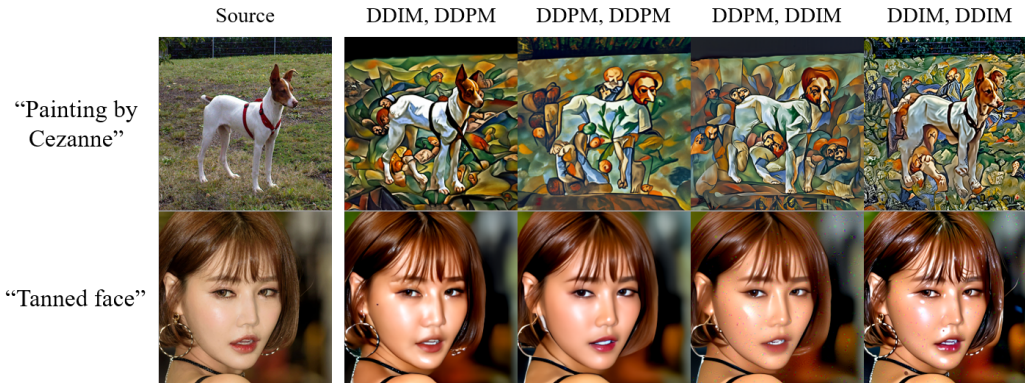 Source
DDIM, DDPM
DDPM, DDPM
DDPM, DDIM
DDIM, DDIM
“Painting by
Cezanne”
“Tanned face”